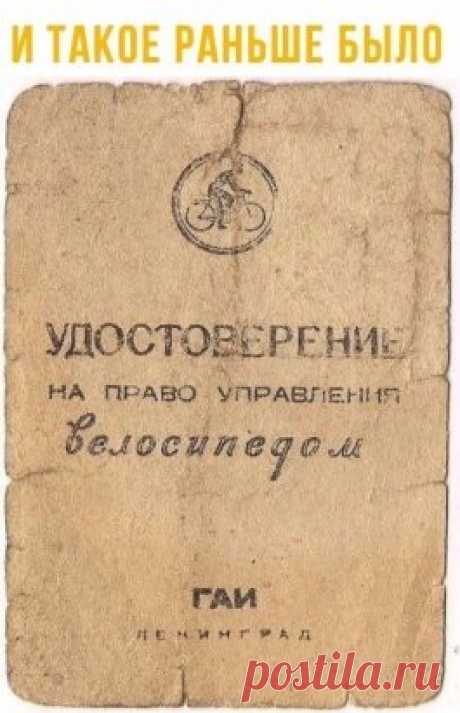 И ТАКОЕ РАНЬШЕ БЫЛО
УДОСТОВЕРЕНИЕ
НА ПРАВО УПРАВЛЕНИЯ
велосипедом
ГАИ
ЛЕНИНГРАД
postila.ru